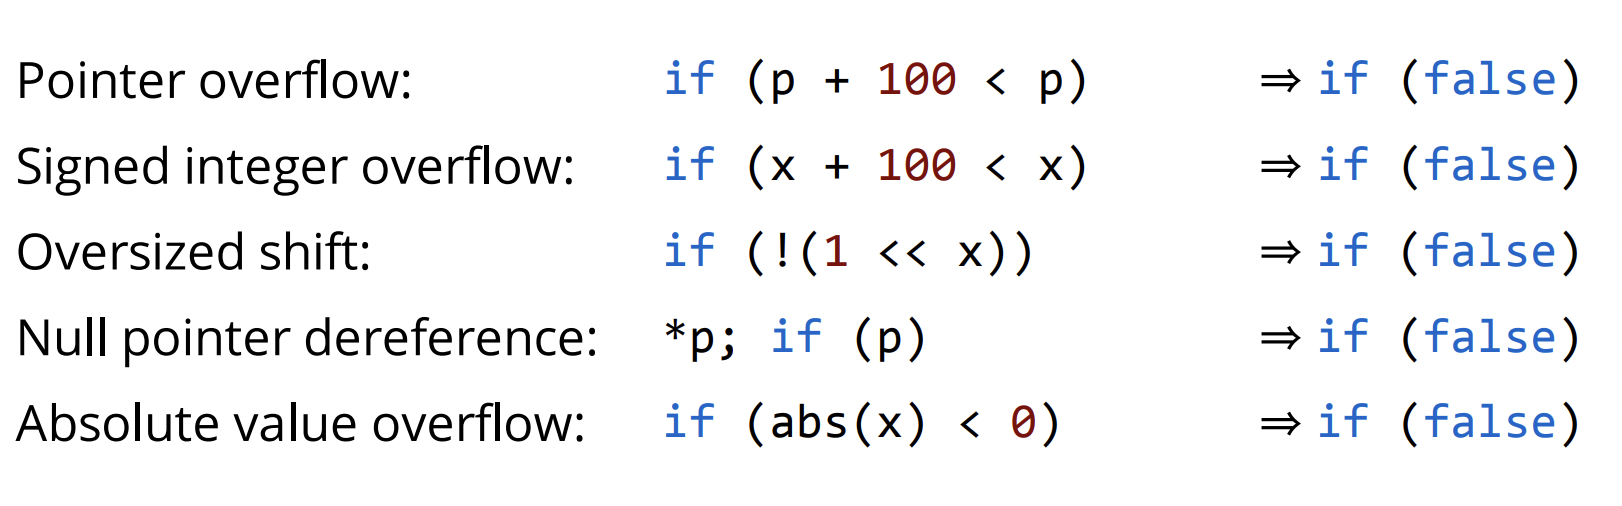 Pointer overflow: if (p + 100 < p) ⇒ if (false)
Signed integer overflow: if (x + 100 < x) ⇒ if (false)
Oversized shift: if (!(1 << x)) ⇒ if (false)
Null pointer dereference: *p; if (p) ⇒ if (false)
Absolute value overflow: if (abs(x) < 0) ⇒ if (false)